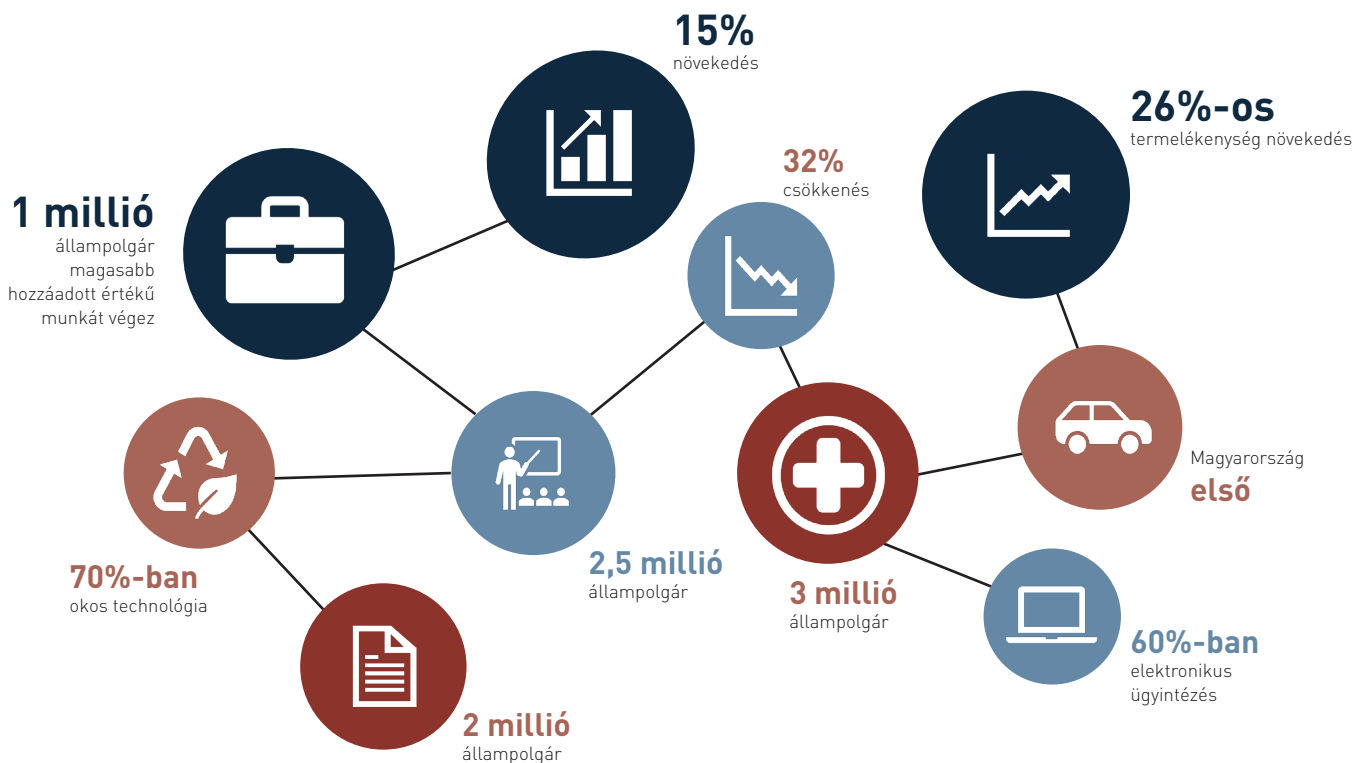 15%
növekedés
26%-os
termelékenység növekedés
32%
csökkenés
1 millió
állampolgár
magasabb
hozzáadott értékű
munkát végez
Magyarország
első
2,5 millió
állampolgár
70%-ban
okos technológia
3 millió
állampolgár
60%-ban
elektronikus
ügyintézés
2 millió
állampolgár